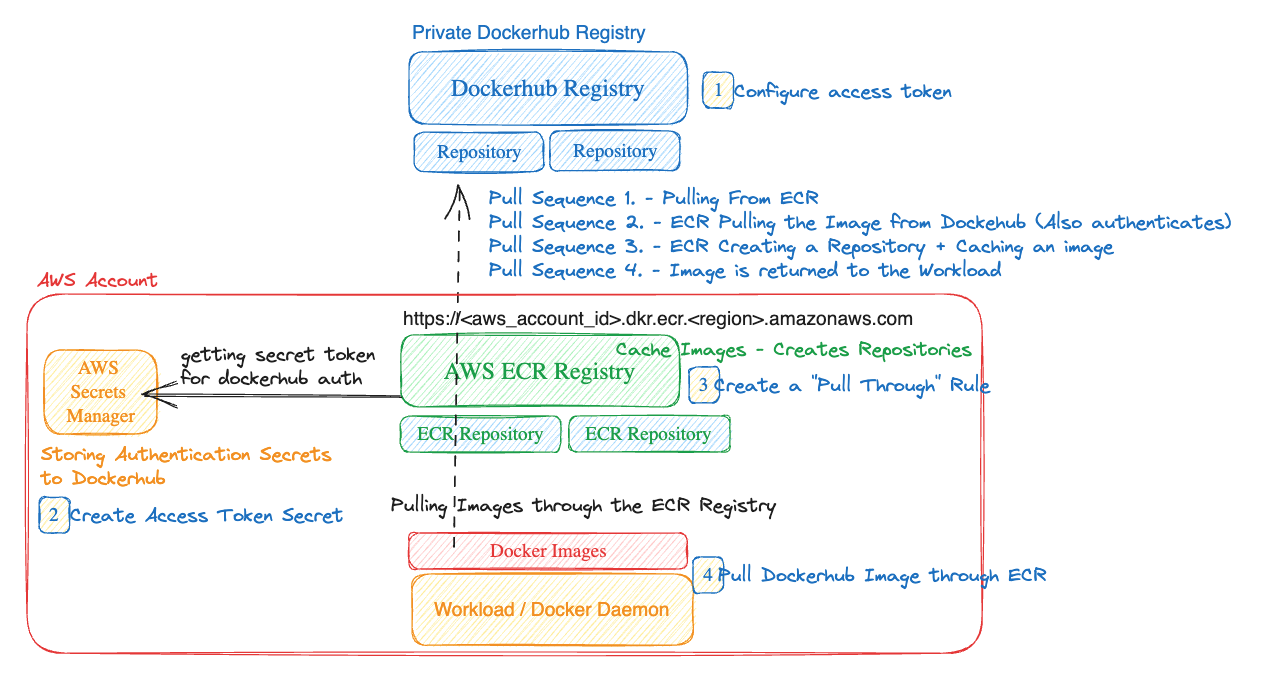 Private Dockerhub Registry
Dockerhub Registry
1
Configure access token
Repository
Repository
Pull Sequence 1. - Pulling From ECR
Pull Sequence 2. - ECR Pulling the Image from Dockehub (Also authenticates)
Pull Sequence 3. - ECR Creating a Repository + Caching an image
Pull Sequence 4. - Image is returned to the Workload
AWS Account
https://<aws_account_id>.dkr.ecr.<region>.amazonaws.com
Cache Images - Creates Repositories
AWS ECR Registry
3
Create a "Pull Through" Rule
getting secret token
for dockerhub auth
AWS
Secrets
Manager
ECR Repository
ECR Repository
Storing Authentication Secrets
to Dockerhub
2
Create Access Token Secret
Pulling Images through the ECR Registry
Docker Images
4
Pull Dockerhub Image through ECR
Workload / Docker Daemon